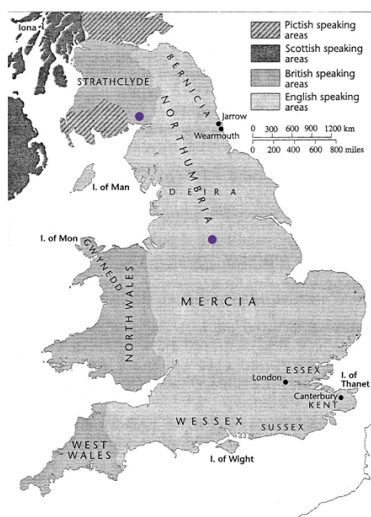 Pictish speaking
areas
Scottish speaking
areas
British speaking
areas
English speaking
areas
0 300 600 900 1200 km
0 200 400 600 800 miles
Iona
STRATHCLYDE
BERNICIA
NORTHUMBRIA
Jarrow
Wearmouth
I. of Man
DEIRA
I. of Mon
GWYNEDD
NORTH WALES
MERCIA
ESSEX
London
I. of
Thanet
Canterbury
KENT
WESSEX
SUSSEX
WEST
WALES
I. of Wight